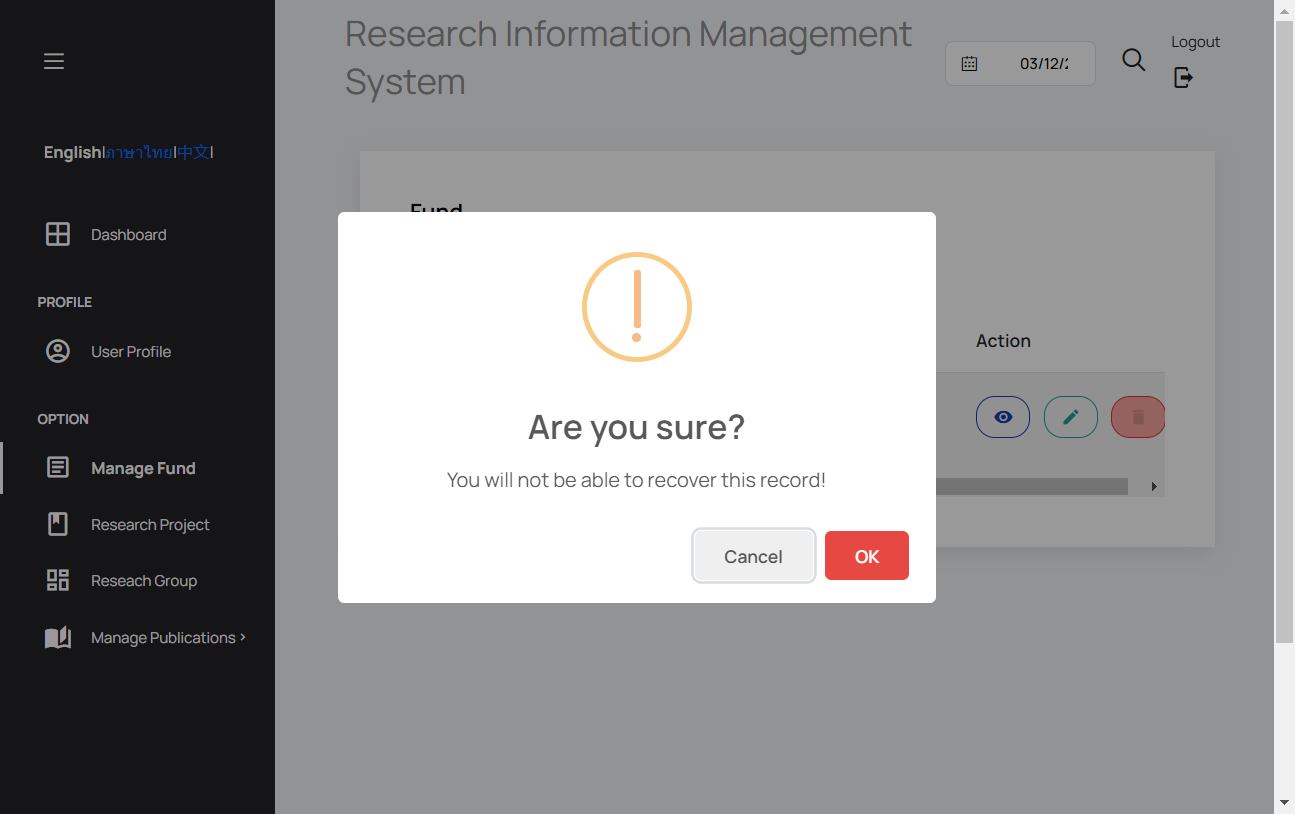 Research Information Management
System
03/12/2
Logout
English|ภาษาไทย|中文|
Dashboard
PROFILE
User Profile
OPTION
Manage Fund
Research Project
Reseach Group
Manage Publications >
Fund
Action
Are you sure?
You will not be able to recover this record!
Cancel
OK